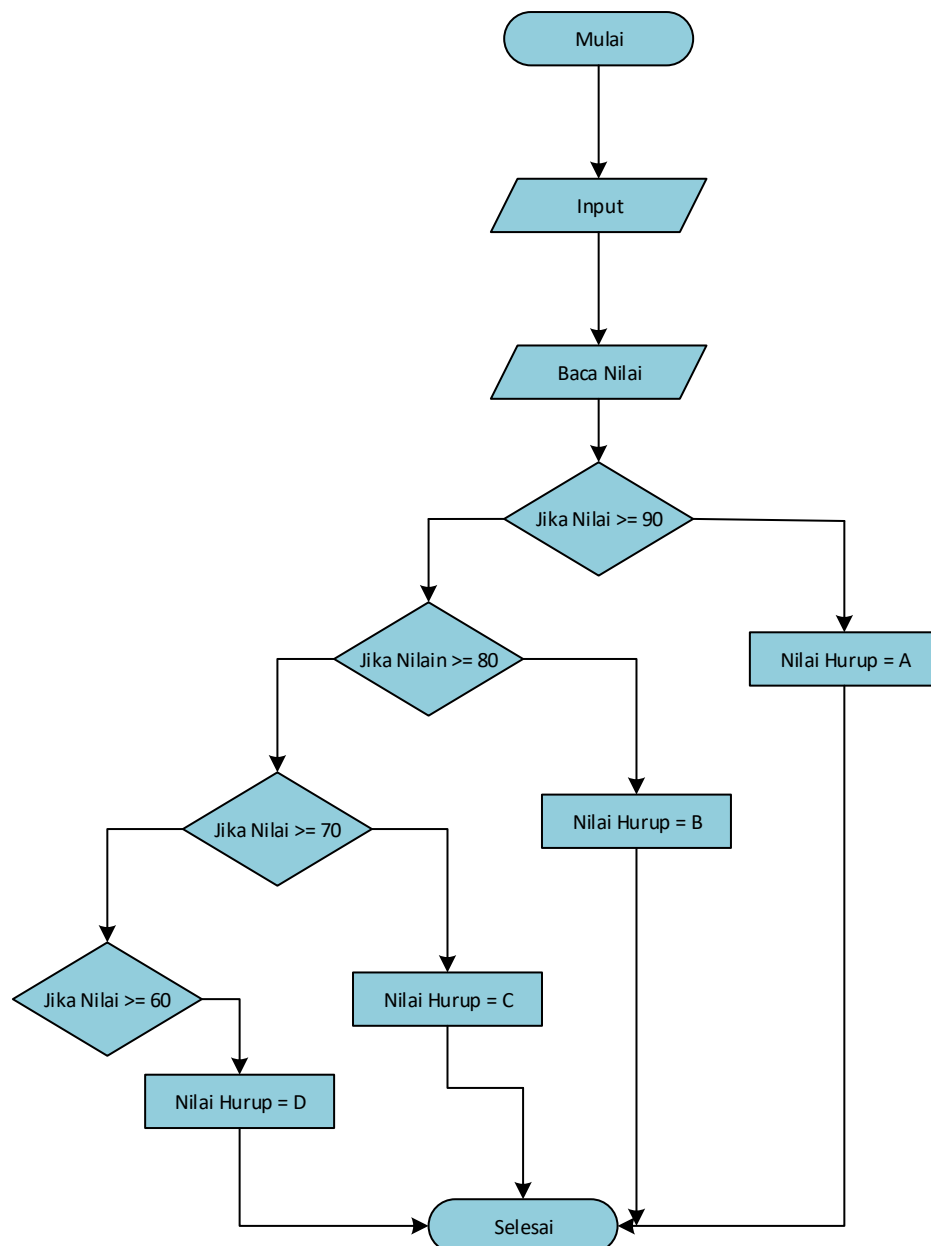 Mulai
Input
Baca Nilai
Jika Nilai >= 90
Jika Nilain >= 80
Nilai Hurup = A
Jika Nilai >= 70
Nilai Hurup = B
Jika Nilai >= 60
Nilai Hurup = C
Nilai Hurup = D
Selesai